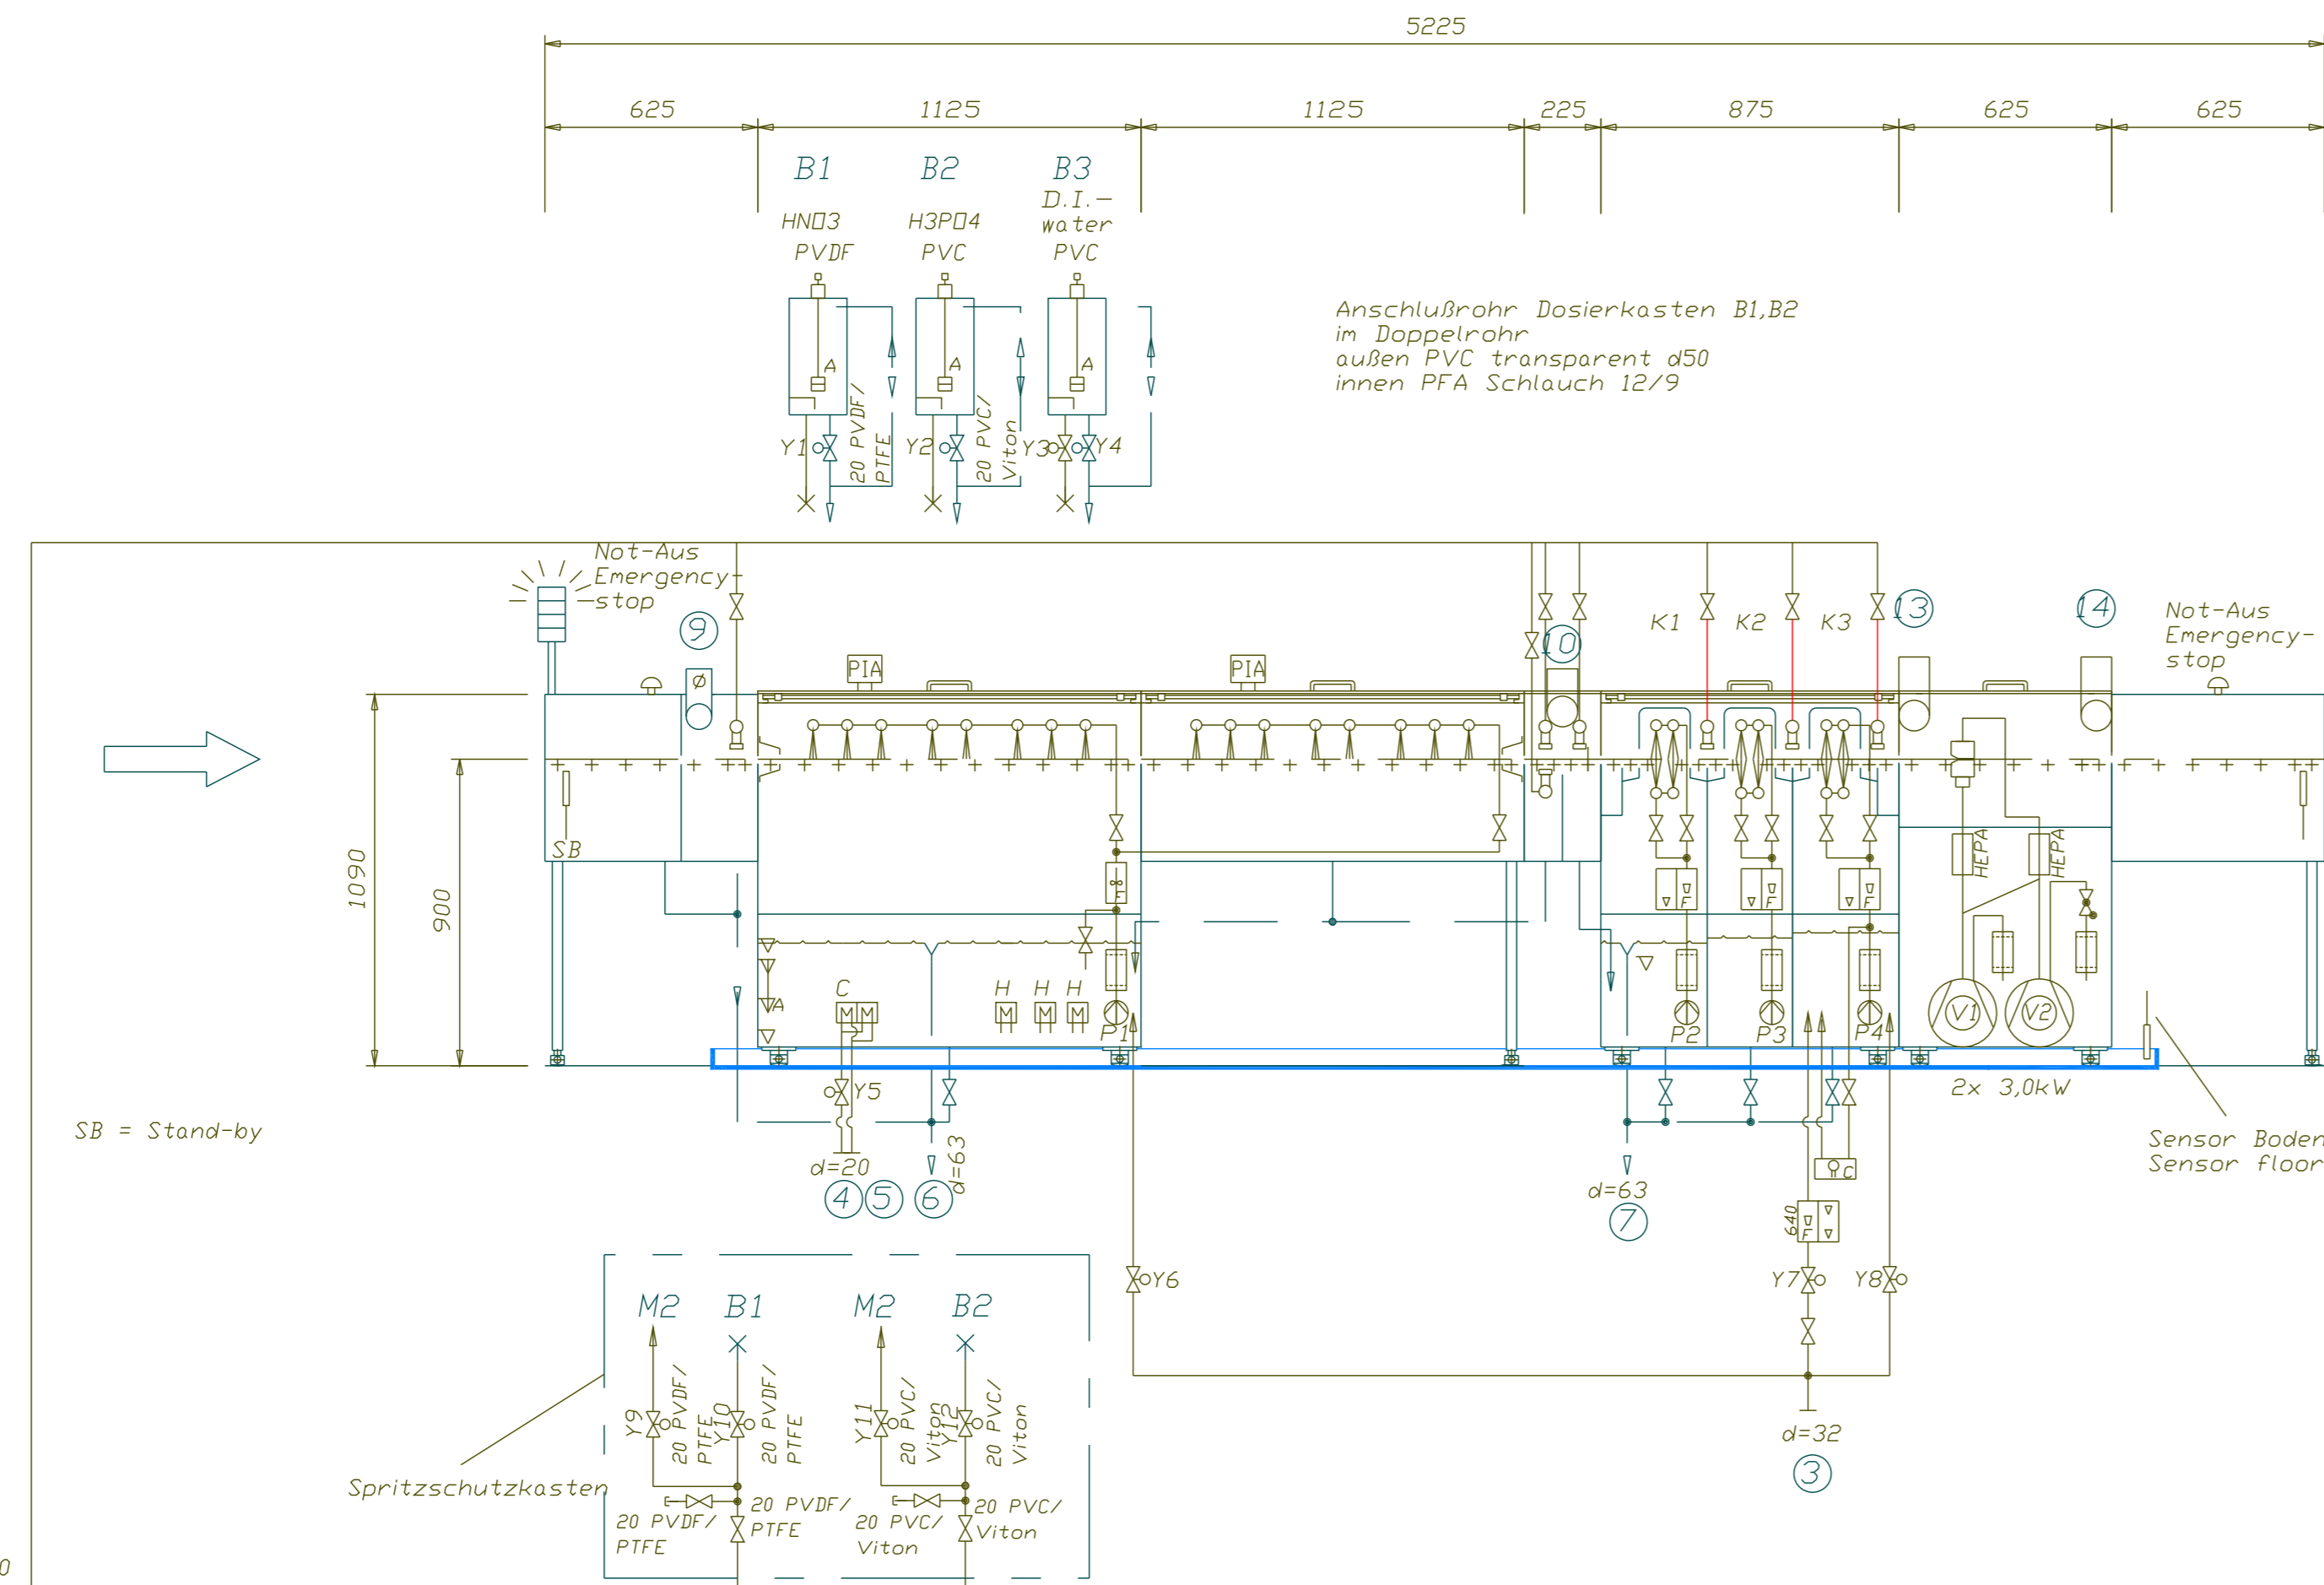 5225
625
1125
1125
225
875
625
625
B1
B2
B3
HNO3
PVDF
H3PO4
PVC
D.I.-
water
PVC
A
A
A
Y1
20 PVDF/
PTFE
Y2
20 PVC/
Viton
Y3
Y4
Anschlußrohr Dosierkasten B1,B2
im Doppelrohr
außen PVC transparent d50
innen PFA Schlauch 12/9
Not-Aus
Emergency-
stop
9
PIA
PIA
10
K1
K2
K3
13
14
Not-Aus
Emergency-
stop
1090
900
SB
HEPA
HEPA
F
F
F
F
A
C
M
M
H
H
H
M
M
M
P1
P2
P3
P4
V1
V2
2x 3,0kW
Y5
SB = Stand-by
d=20
4
5
6
d=63
d=63
7
C
640
F
Sensor Boden
Sensor floor
Y6
Y7
Y8
M2
B1
M2
B2
Y9
20 PVDF/
PTFE
Y10
20 PVDF/
PTFE
Y11
20 PVC/
Viton
Y12
20 PVC/
Viton
d=32
3
Spritzschutzkasten
20 PVDF/
PTFE
20 PVDF/
PTFE
20 PVC/
Viton
20 PVC/
Viton
0